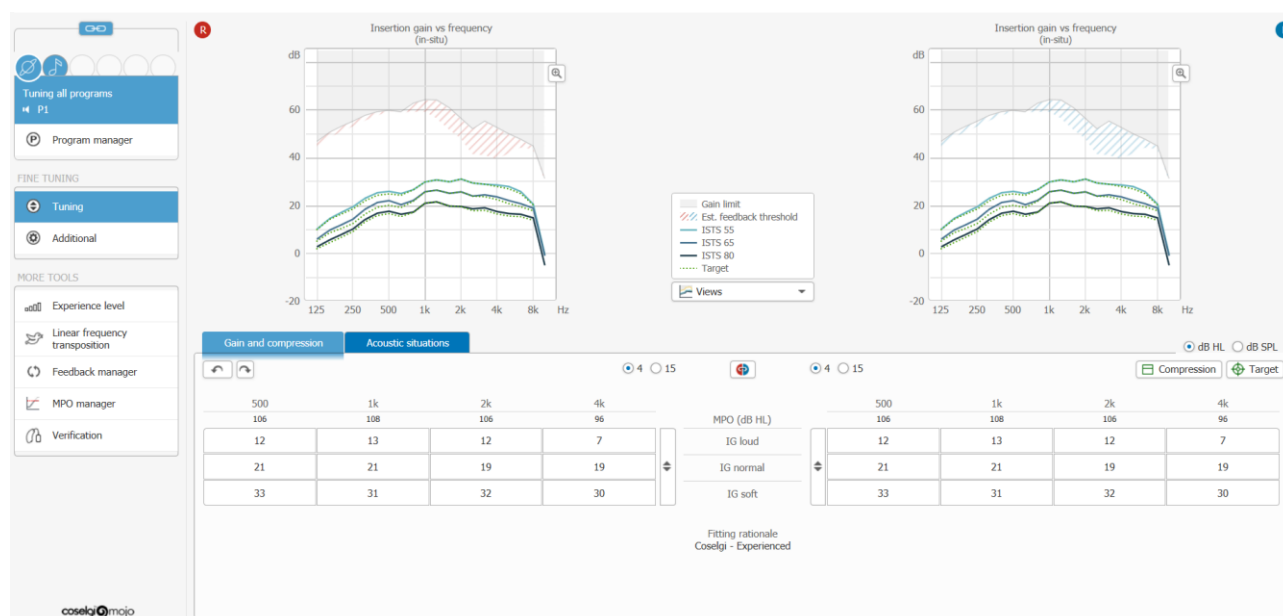 R
Insertion gain vs frequency
(in-situ)
dB
60
40
20
0
-20
125 250 500 1k 2k 4k 8k Hz
Insertion gain vs frequency
(in-situ)
dB
60
40
20
0
-20
125 250 500 1k 2k 4k 8k Hz
Tuning all programs
P1
P Program manager
FINE TUNING
Tuning
Additional
MORE TOOLS
Experience level
Linear frequency
transposition
Feedback manager
MPO manager
Verification
coselgi mojo
Gain limit
Est. feedback threshold
ISTS 55
ISTS 65
ISTS 80
Target
Views
Gain and compression Acoustic situations
dB HL dB SPL
4 15 4 15
Compression Target
500 1k 2k 4k 500 1k 2k 4k
106 108 106 96 MPO (dB HL) 106 108 106 96
12 13 12 7 IG loud 12 13 12 7
21 21 19 19 IG normal 21 21 19 19
33 31 32 30 IG soft 33 31 32 30
Fitting rationale
Coselgi - Experienced